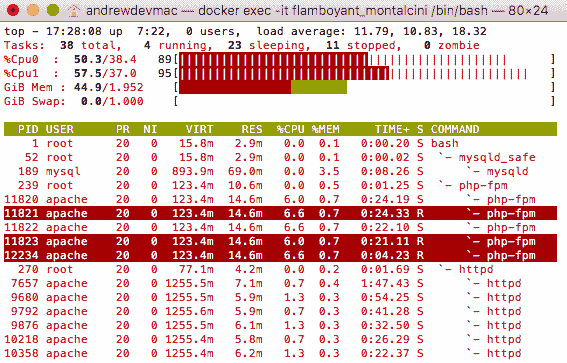 andrewdevmac — docker exec -it flamboyant_montalcini /bin/bash — 80×24
top - 17:28:08 up  7:22,  0 users,  load average: 11.79, 10.83, 18.32
Tasks:  38 total,   4 running,  23 sleeping,  11 stopped,   0 zombie
%Cpu0  :  50.3/38.4    89[||||||||||||||||||||||||||||||||||||||||||||     ]
%Cpu1  :  57.5/37.0    95[|||||||||||||||||||||||||||||||||||||||||||||||  ]
GiB Mem : 44.9/1.952     [                                                 ]
GiB Swap:  0.0/1.000     [                                                 ]
PID USER      PR  NI    VIRT    RES  %CPU %MEM     TIME+ S COMMAND
1 root      20   0   15.8m   2.9m   0.0  0.1   0:00.20 S bash
52 root      20   0   15.8m   2.9m   0.0  0.1   0:00.02 S  `- mysqld_safe
189 mysql     20   0  893.9m  69.0m   0.0  3.5   0:08.26 S      `- mysqld
239 root      20   0  123.4m  10.6m   0.0  0.5   0:01.25 S  `- php-fpm
11820 apache    20   0  123.4m  14.6m   6.6  0.7   0:24.19 S      `- php-fpm
11821 apache    20   0  123.4m  14.6m   6.6  0.7   0:24.33 R      `- php-fpm
11822 apache    20   0  123.4m  14.6m   6.6  0.7   0:22.10 S      `- php-fpm
11823 apache    20   0  123.4m  14.6m   6.6  0.7   0:21.11 R      `- php-fpm
12234 apache    20   0  123.4m  14.6m   6.6  0.7   0:04.23 R      `- php-fpm
270 root      20   0   77.1m   4.2m   0.0  0.2   0:01.69 S  `- httpd
7657 apache    20   0 1255.5m   7.1m   0.7  0.4   1:47.43 S      `- httpd
9680 apache    20   0 1255.5m   5.9m   1.3  0.3   0:54.25 S      `- httpd
9792 apache    20   0 1255.6m   5.9m   0.7  0.3   0:41.28 S      `- httpd
9876 apache    20   0 1255.5m   6.1m   1.3  0.3   0:32.50 S      `- httpd
10218 apache    20   0 1255.4m   5.8m   0.7  0.3   0:26.29 S      `- httpd
10358 apache    20   0 1255.5m   6.2m   1.3  0.3   0:22.37 S      `- httpd